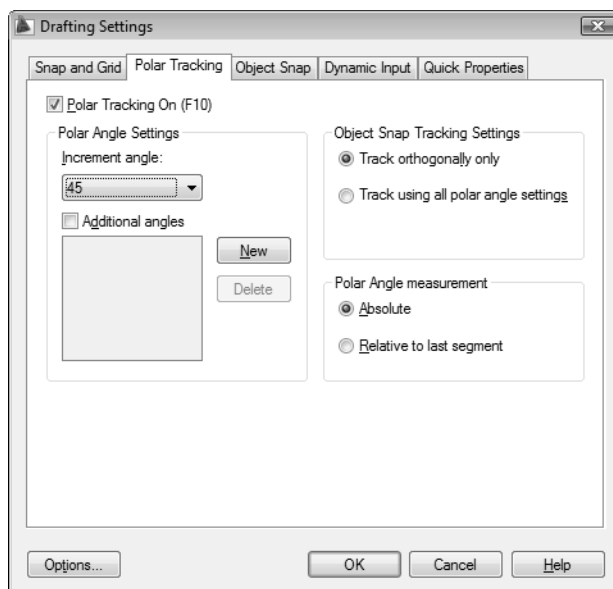 Drafting Settings
Snap and Grid Polar Tracking Object Snap Dynamic Input Quick Properties
Polar Tracking On (F10)
Polar Angle Settings
Increment angle:
45
Additional angles
New
Delete
Object Snap Tracking Settings
Track orthogonally only
Track using all polar angle settings
Polar Angle measurement
Absolute
Relative to last segment
Options... OK Cancel Help